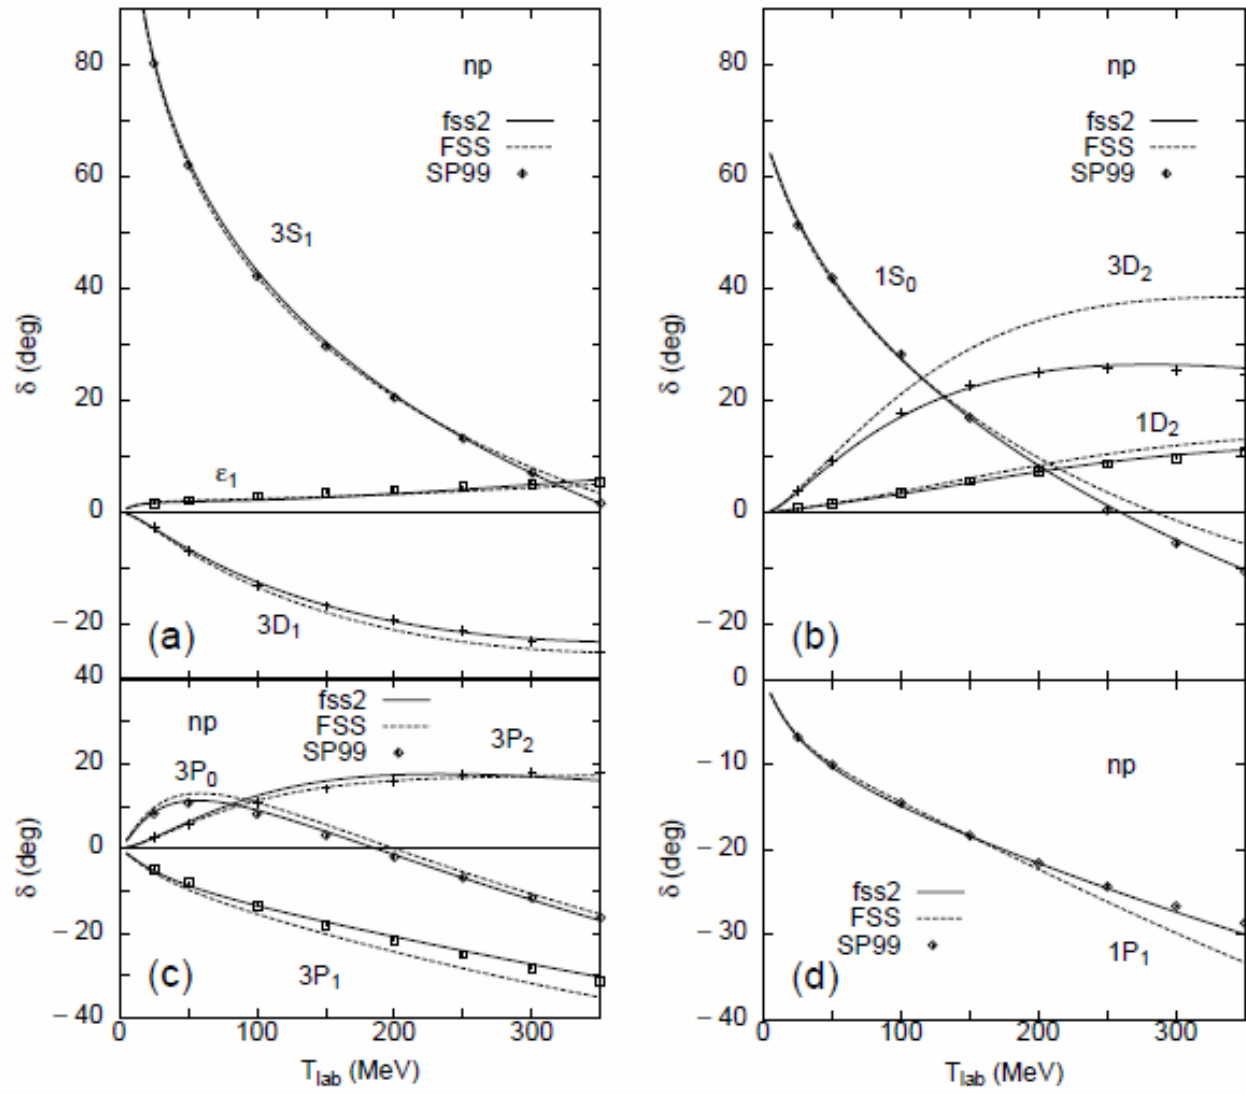 80
60
40
20
0
− 20
40
δ (deg)
np
fss2
FSS
SP99
3S1
ε1
3D1
(a)
80
60
40
20
0
− 20
0
δ (deg)
np
fss2
FSS
SP99
1S0
3D2
1D2
(b)
20
0
− 20
− 40
δ (deg)
np
fss2
FSS
SP99
3P0
3P2
3P1
(c)
0 100 200 300
Tlab (MeV)
− 10
− 20
− 30
− 40
δ (deg)
np
fss2
FSS
SP99
1P1
(d)
0 100 200 300
Tlab (MeV)